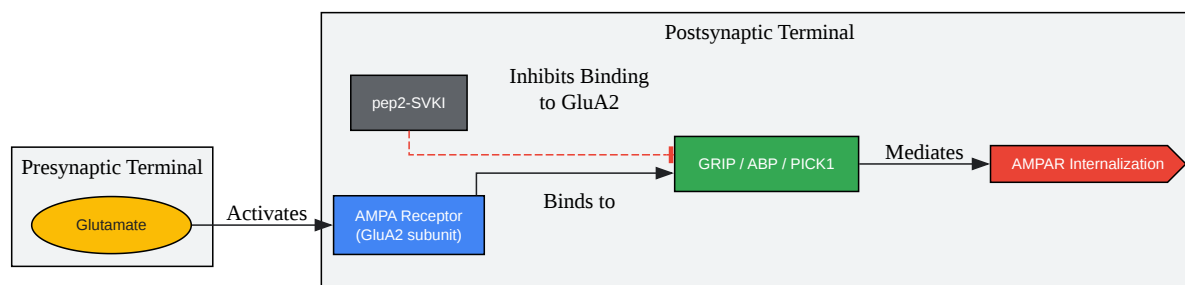 Postsynaptic Terminal
Inhibits Binding
to GluA2
pep2-SVKI
Presynaptic Terminal
Glutamate
Activates
AMPA Receptor
(GluA2 subunit)
Binds to
GRIP / ABP / PICK1
Mediates
AMPAR Internalization